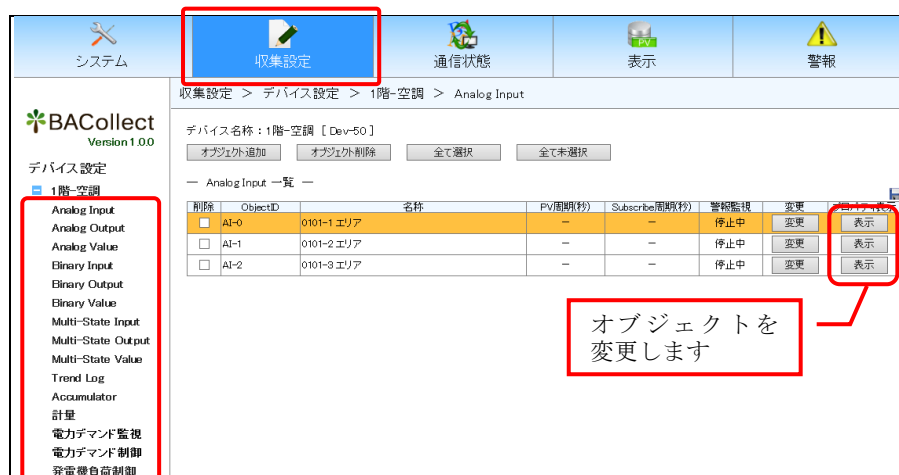 システム
収集設定
通信状態
PV
表示
警報
収集設定 > デバイス設定 > 1階-空調 > Analog Input
BACollect
Version 1.0.0
デバイス設定
1階-空調
Analog Input
Analog Output
Analog Value
Binary Input
Binary Output
Binary Value
Multi-State Input
Multi-State Output
Multi-State Value
Trend Log
Accumulator
計量
電力デマンド監視
電力デマンド制御
発電機負荷制御
デバイス名称：1階-空調 [ Dev-50 ]
オブジェクト追加 オブジェクト削除 全て選択 全て未選択
― Analog Input 一覧 ―
削除 ObjectID 名称 PV周期(秒) Subscribe周期(秒) 警報監視 変更 プロパティ表示
AI-0 0101-1 エリア － － 停止中 変更 表示
AI-1 0101-2 エリア － － 停止中 変更 表示
AI-2 0101-3 エリア － － 停止中 変更 表示
オブジェクトを
変更します